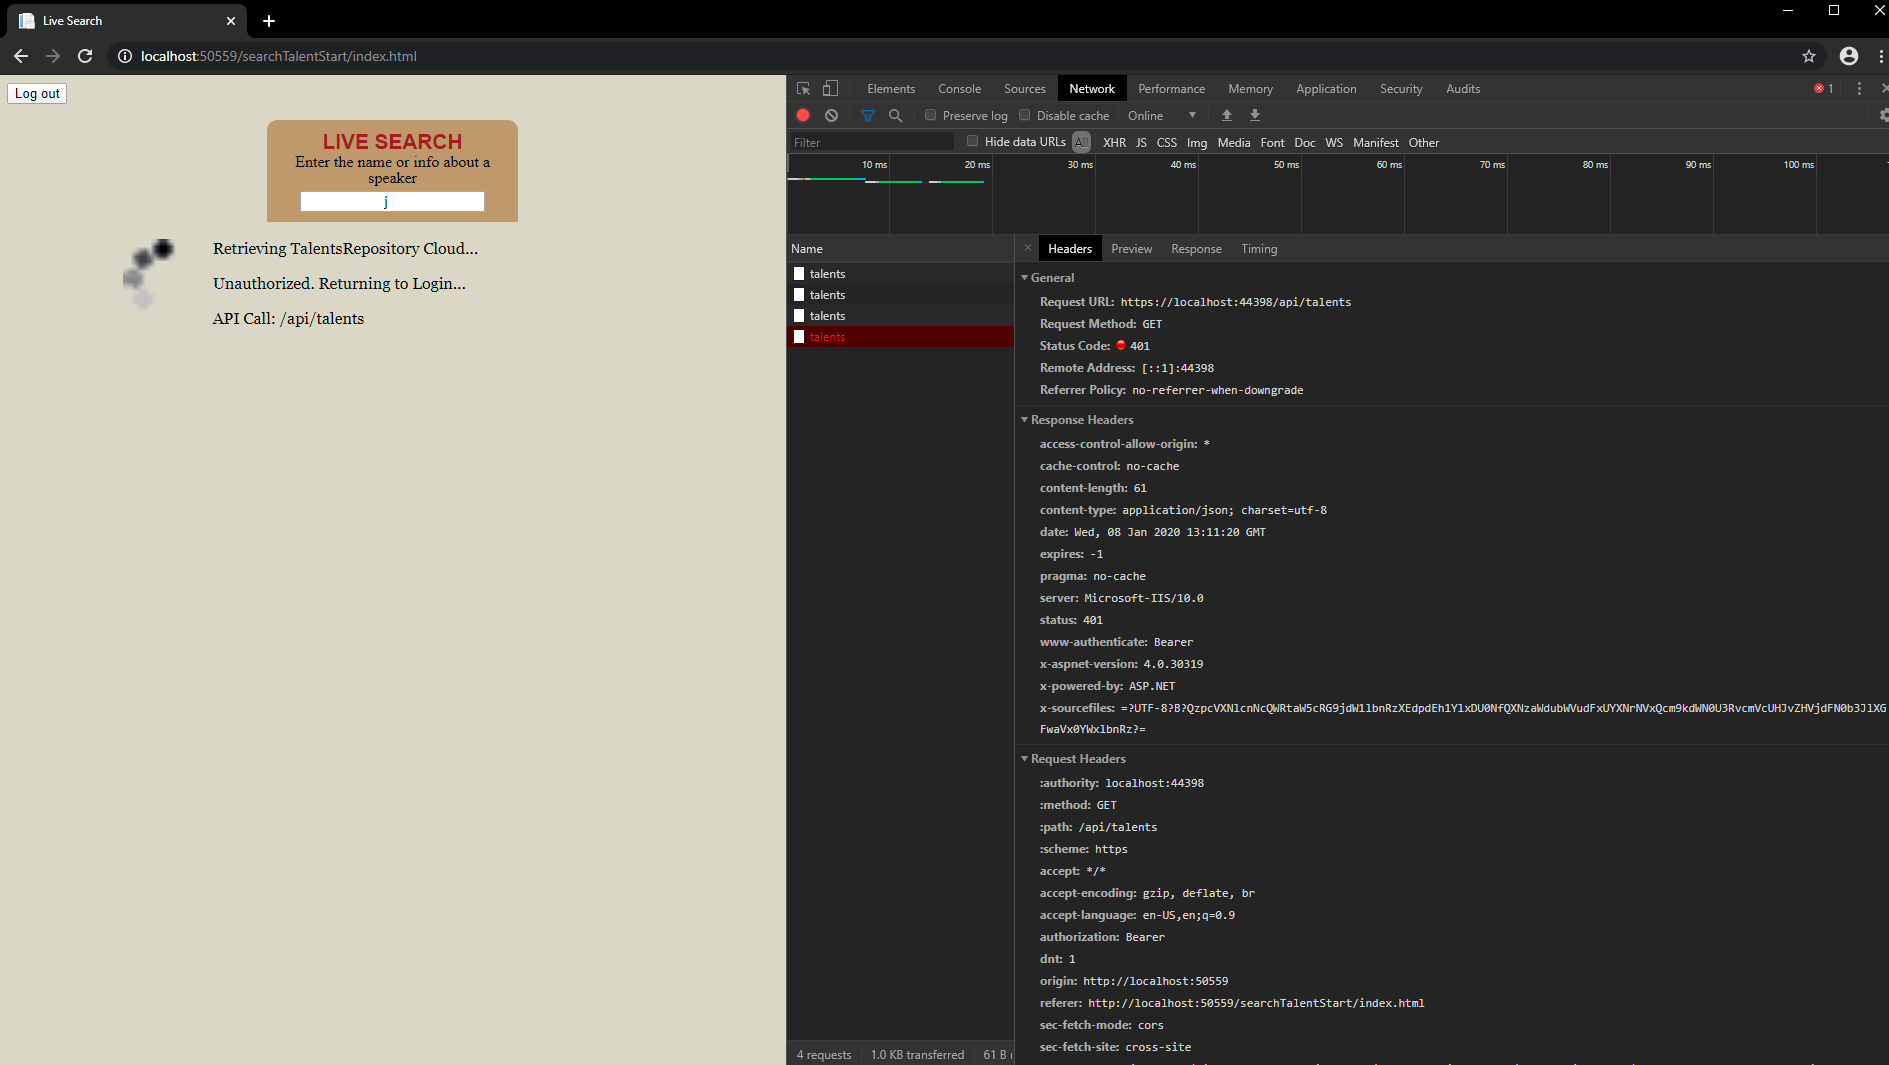 Live Search
localhost:50559/searchTalentStart/index.html
Log out
LIVE SEARCH
Enter the name or info about a
speaker
j
Retrieving TalentsRepository Cloud...
Unauthorized. Returning to Login...
API Call: /api/talents
Elements Console Sources Network Performance Memory Application Security Audits 1
Preserve log Disable cache Online
Filter Hide data URLs All XHR JS CSS Img Media Font Doc WS Manifest Other
10 ms 20 ms 30 ms 40 ms 50 ms 60 ms 70 ms 80 ms 90 ms 100 ms
Name
talents
talents
talents
talents
4 requests 1.0 KB transferred 61 B
Headers Preview Response Timing
General
Request URL: https://localhost:44398/api/talents
Request Method: GET
Status Code: 401
Remote Address: [::1]:44398
Referrer Policy: no-referrer-when-downgrade
Response Headers
access-control-allow-origin: *
cache-control: no-cache
content-length: 61
content-type: application/json; charset=utf-8
date: Wed, 08 Jan 2020 13:11:20 GMT
expires: -1
pragma: no-cache
server: Microsoft-IIS/10.0
status: 401
www-authenticate: Bearer
x-aspnet-version: 4.0.30319
x-powered-by: ASP.NET
x-sourcefiles: =?UTF-8?B?QzpcVXNlcnNcQWRtaW5cRG9jdW1lbnRzXEdpdEh1YlxDU0NfQXNzaWdubWVudFxUYXNrNVxQcm9kdWN0U3RvcmVcUHJvZHVjdFN0b3JlXG
FwaVx0YWxlbnRz?=
Request Headers
:authority: localhost:44398
:method: GET
:path: /api/talents
:scheme: https
accept: */*
accept-encoding: gzip, deflate, br
accept-language: en-US,en;q=0.9
authorization: Bearer
dnt: 1
origin: http://localhost:50559
referer: http://localhost:50559/searchTalentStart/index.html
sec-fetch-mode: cors
sec-fetch-site: cross-site